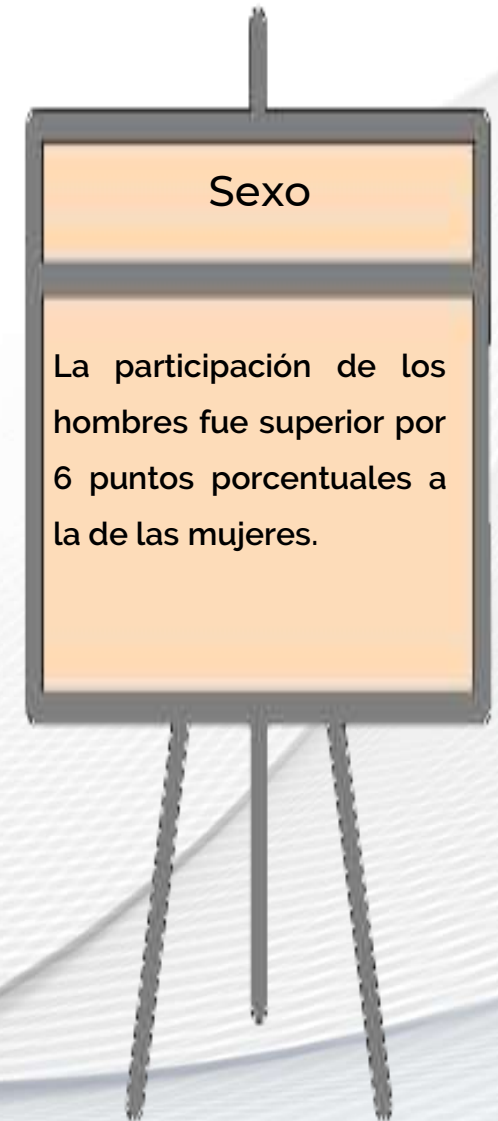 Sexo
La participación de los
hombres fue superior por
6 puntos porcentuales a
la de las mujeres.